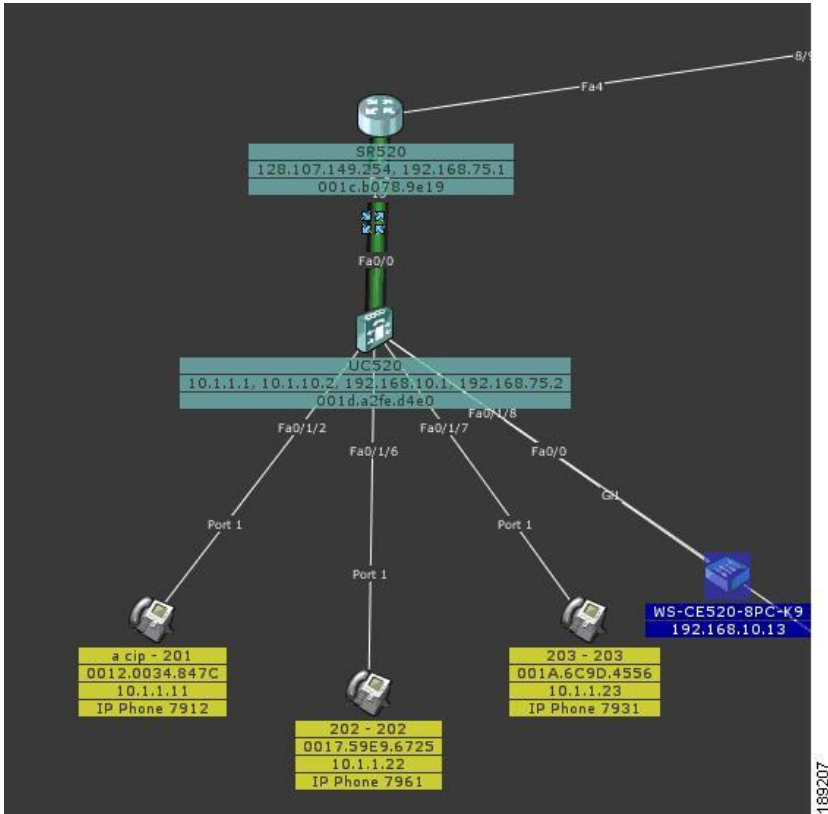 8/9
Fa4
SR520
128.107.149.254, 192.168.75.1
001c.b078.9e19
Fa0/0
UC520
10.1.1.1, 10.1.10.2, 192.168.10.1, 192.168.75.2
001d.a2fe.d4e0
Fa0/1/8
Fa0/1/2
Fa0/1/7
Fa0/1/6
Fa0/0
Gi1
Port 1
Port 1
Port 1
WS-CE520-8PC-K9
192.168.10.13
a cip - 201
0012.0034.847C
10.1.1.11
IP Phone 7912
203 - 203
001A.6C9D.4556
10.1.1.23
IP Phone 7931
202 - 202
0017.59E9.6725
10.1.1.22
IP Phone 7961
189207